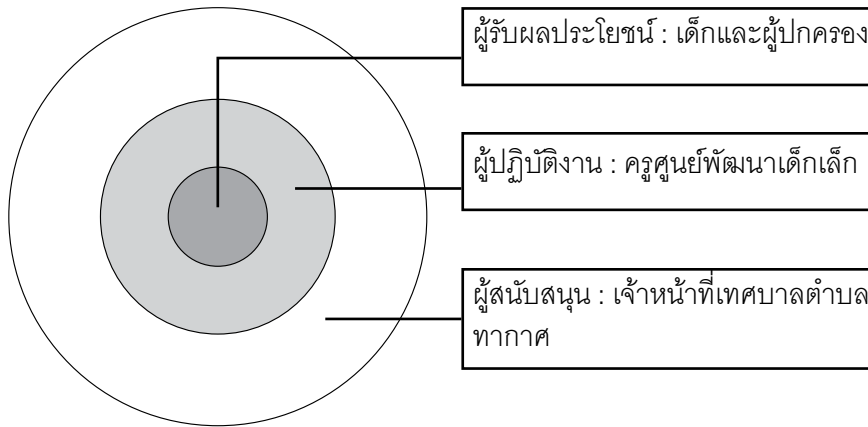 ผู้รับผลประโยชน์ : เด็กและผู้ปกครอง
ผู้ปฏิบัติงาน : ครูศูนย์พัฒนาเด็กเล็ก
ผู้สนับสนุน : เจ้าหน้าที่เทศบาลตำบล
ทากาศ